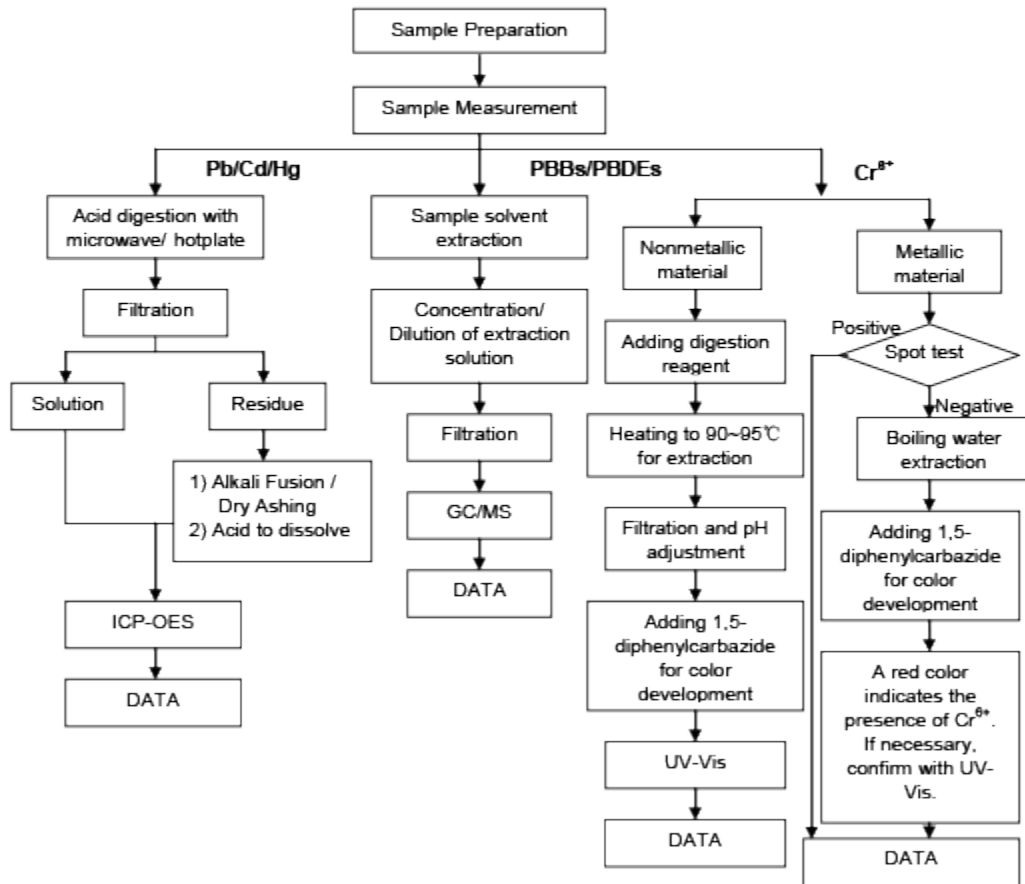 Sample Preparation
Sample Measurement
Pb/Cd/Hg
PBBs/PBDEs
Cr⁶⁺
Acid digestion with
microwave/ hotplate
Filtration
Solution
Residue
1) Alkali Fusion /
Dry Ashing
2) Acid to dissolve
ICP-OES
DATA
Sample solvent
extraction
Concentration/
Dilution of extraction
solution
Filtration
GC/MS
DATA
Nonmetallic
material
Adding digestion
reagent
Heating to 90~95℃
for extraction
Filtration and pH
adjustment
Adding 1,5-
diphenylcarbazide
for color
development
UV-Vis
DATA
Metallic
material
Positive
Spot test
Negative
Boiling water
extraction
Adding 1,5-
diphenylcarbazide
for color
development
A red color
indicates the
presence of Cr⁶⁺.
If necessary,
confirm with UV-
Vis.
DATA